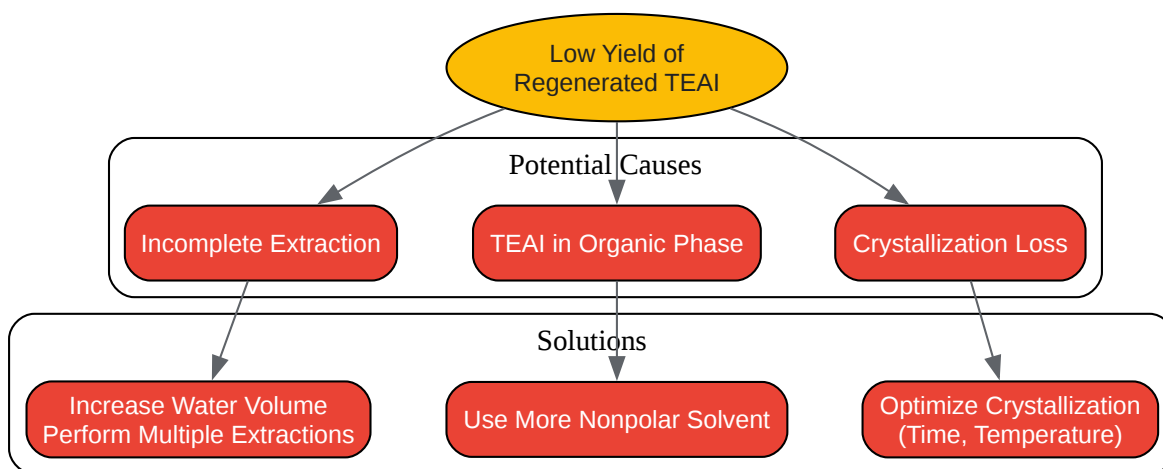 Low Yield of
Regenerated TEAI
Potential Causes
Incomplete Extraction
TEAI in Organic Phase
Crystallization Loss
Solutions
Increase Water Volume
Perform Multiple Extractions
Use More Nonpolar Solvent
Optimize Crystallization
(Time, Temperature)